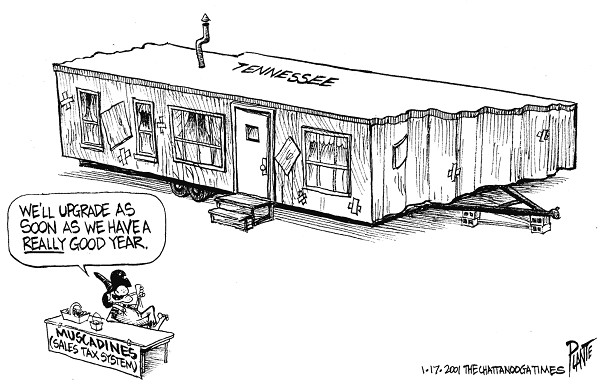 TENNESSEE
WE'LL UPGRADE AS
SOON AS WE HAVE A
REALLY GOOD YEAR.
MUSCADINES
(SALES TAX SYSTEM)
1-17-2001 THE CHATTANOOGA TIMES
PLANTE